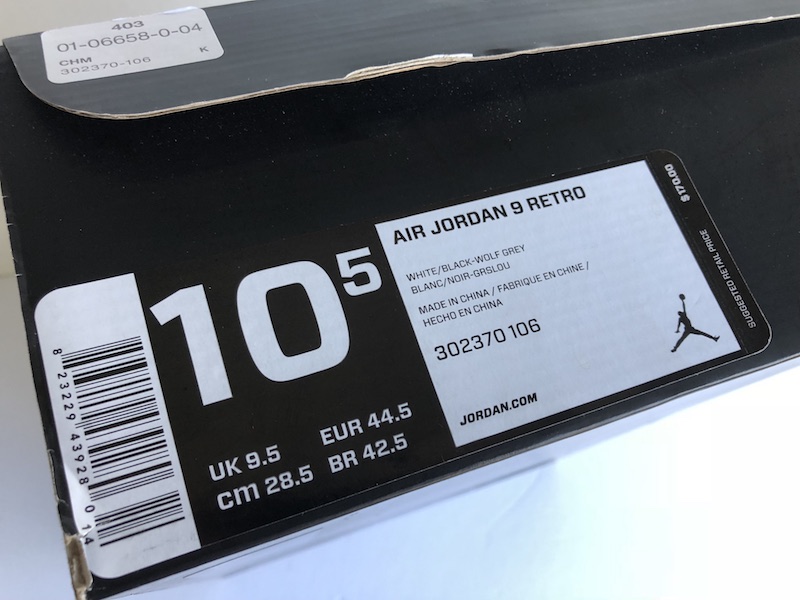 403
01-06658-0-04
CHM K
302370-106
AIR JORDAN 9 RETRO
WHITE/BLACK-WOLF GREY
BLANC/NOIR-GRSLOU
MADE IN CHINA / FABRIQUE EN CHINE /
HECHO EN CHINA
302370 106
JORDAN.COM
$170.00
SUGGESTED RETAIL PRICE
10 5
UK 9.5 EUR 44.5
cm 28.5 BR 42.5
8 23229 43928 0 14